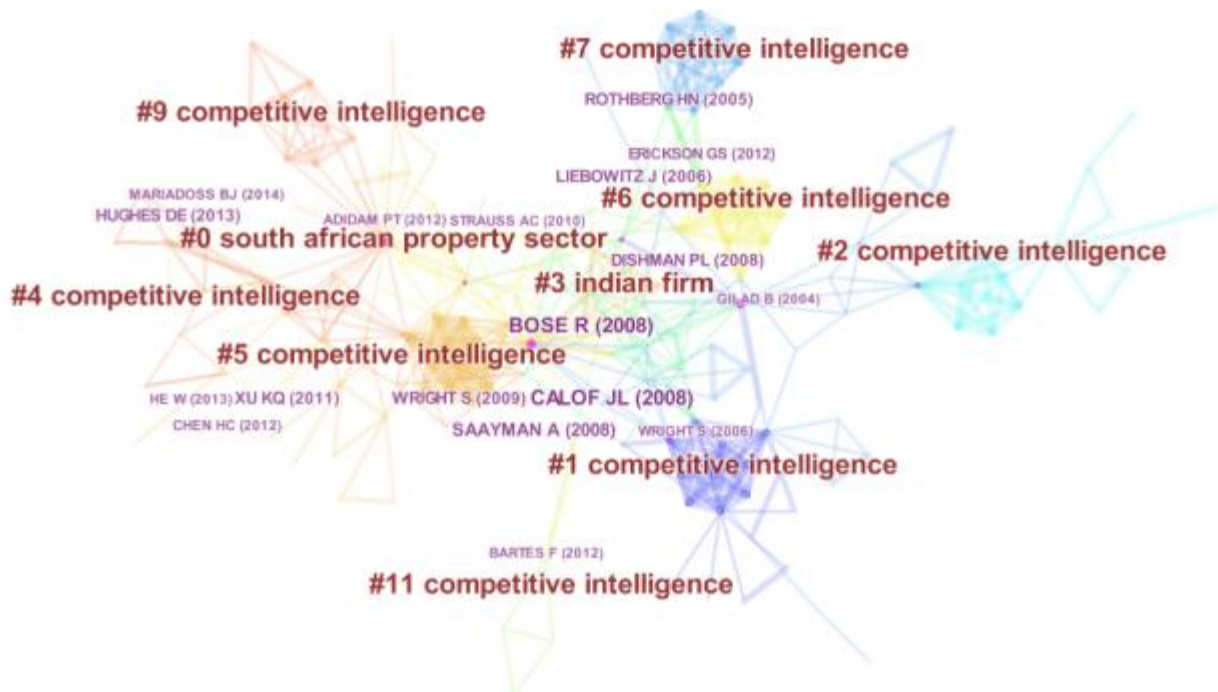 #7 competitive intelligence
ROTHBERG HN (2005)
#9 competitive intelligence
ERICKSON GS (2012)
LIEBOWITZ J (2006)
MARIADOSS BJ (2014)
#6 competitive intelligence
HUGHES DE (2013)
ADIDAM PT (2012) STRAUSS AC (2010)
#0 south african property sector
#2 competitive intelligence
DISHMAN PL (2008)
#3 indian firm
#4 competitive intelligence
GILAD B (2004)
BOSE R (2008)
#5 competitive intelligence
HE W (2013) XU KQ (2011)
WRIGHT S (2009) CALOF JL (2008)
CHEN HC (2012)
SAAYMAN A (2008)
WRIGHT S (2006)
#1 competitive intelligence
BARTES F (2012)
#11 competitive intelligence